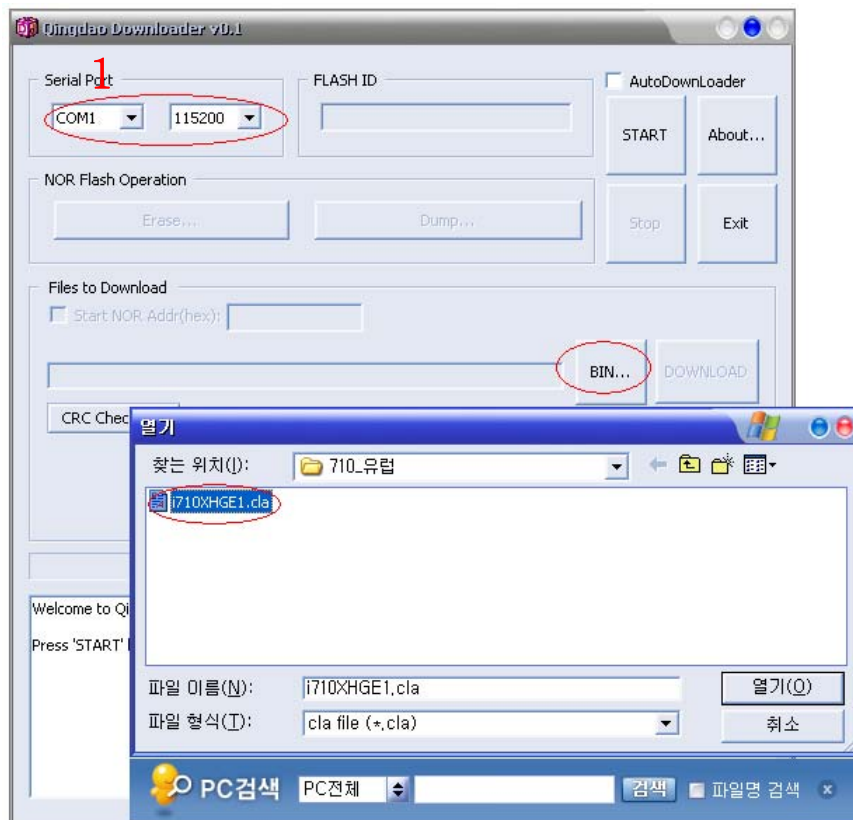 Qingdao Downloader v0.1
Serial Port
1
FLASH ID
AutoDownLoader
COM1
115200
START
About...
NOR Flash Operation
Erase...
Dump...
Stop
Exit
Files to Download
Start NOR Addr(hex):
BIN...
DOWNLOAD
CRC Chec
열기
찾는 위치(I):
710_유럽
i710XHGE1.cla
Welcome to Qi
Press 'START'
파일 이름(N):
i710XHGE1.cla
열기(O)
파일 형식(T):
cla file (*.cla)
취소
PC검색
PC전체
검색
파일명 검색